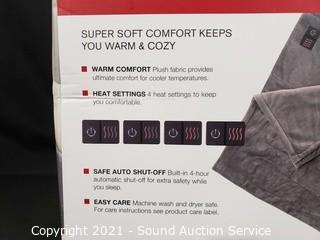 SUPER SOFT COMFORT KEEPS
YOU WARM & COZY
WARM COMFORT Plush fabric provides
ultimate comfort for cooler temperatures.
HEAT SETTINGS 4 heat settings to keep
you comfortable.
SAFE AUTO SHUT-OFF Built-in 4-hour
automatic shut-off for extra safety while
you sleep.
EASY CARE Machine wash and dryer safe.
For care instructions see product care label.
Copyright 2021 - Sound Auction Service